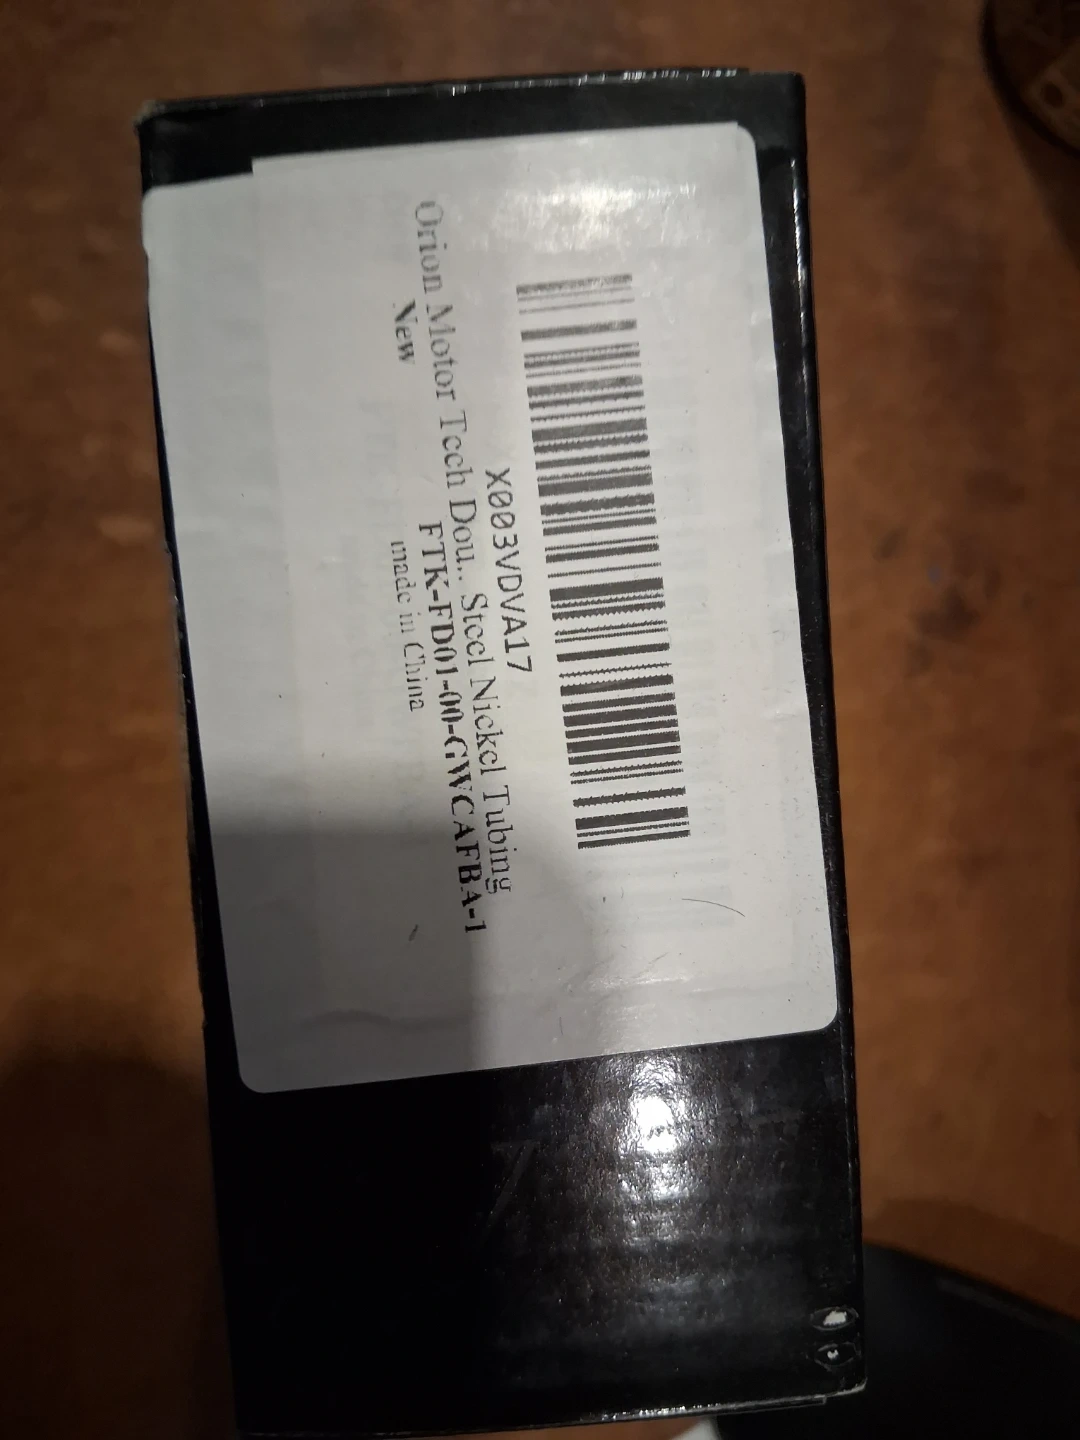 X003VDVA17
Orion Motor Tech Dou.. Steel Nickel Tubing
New
FTK-FD01-00-GWCAFBA-1
made in China